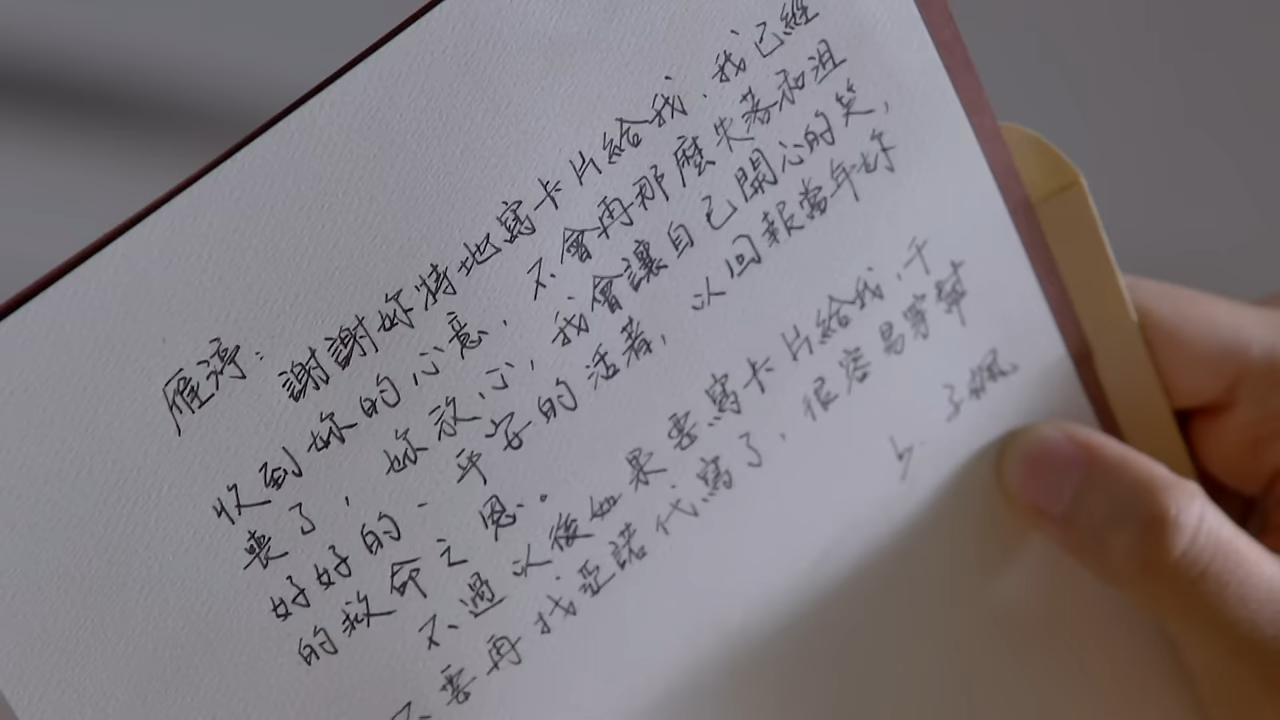 雁渟：
謝謝妳特地寫卡片給我．我已經
收到妳的心意．不會再那麼失落和沮
喪了，妳放心，我會讓自己開心的笑，
好好的、平安的活著，以回報當年妳
的救命之恩。
不過以後如果要寫卡片給我，千
不要再找亞諾代寫了，很容易穿幫
by. 子媛